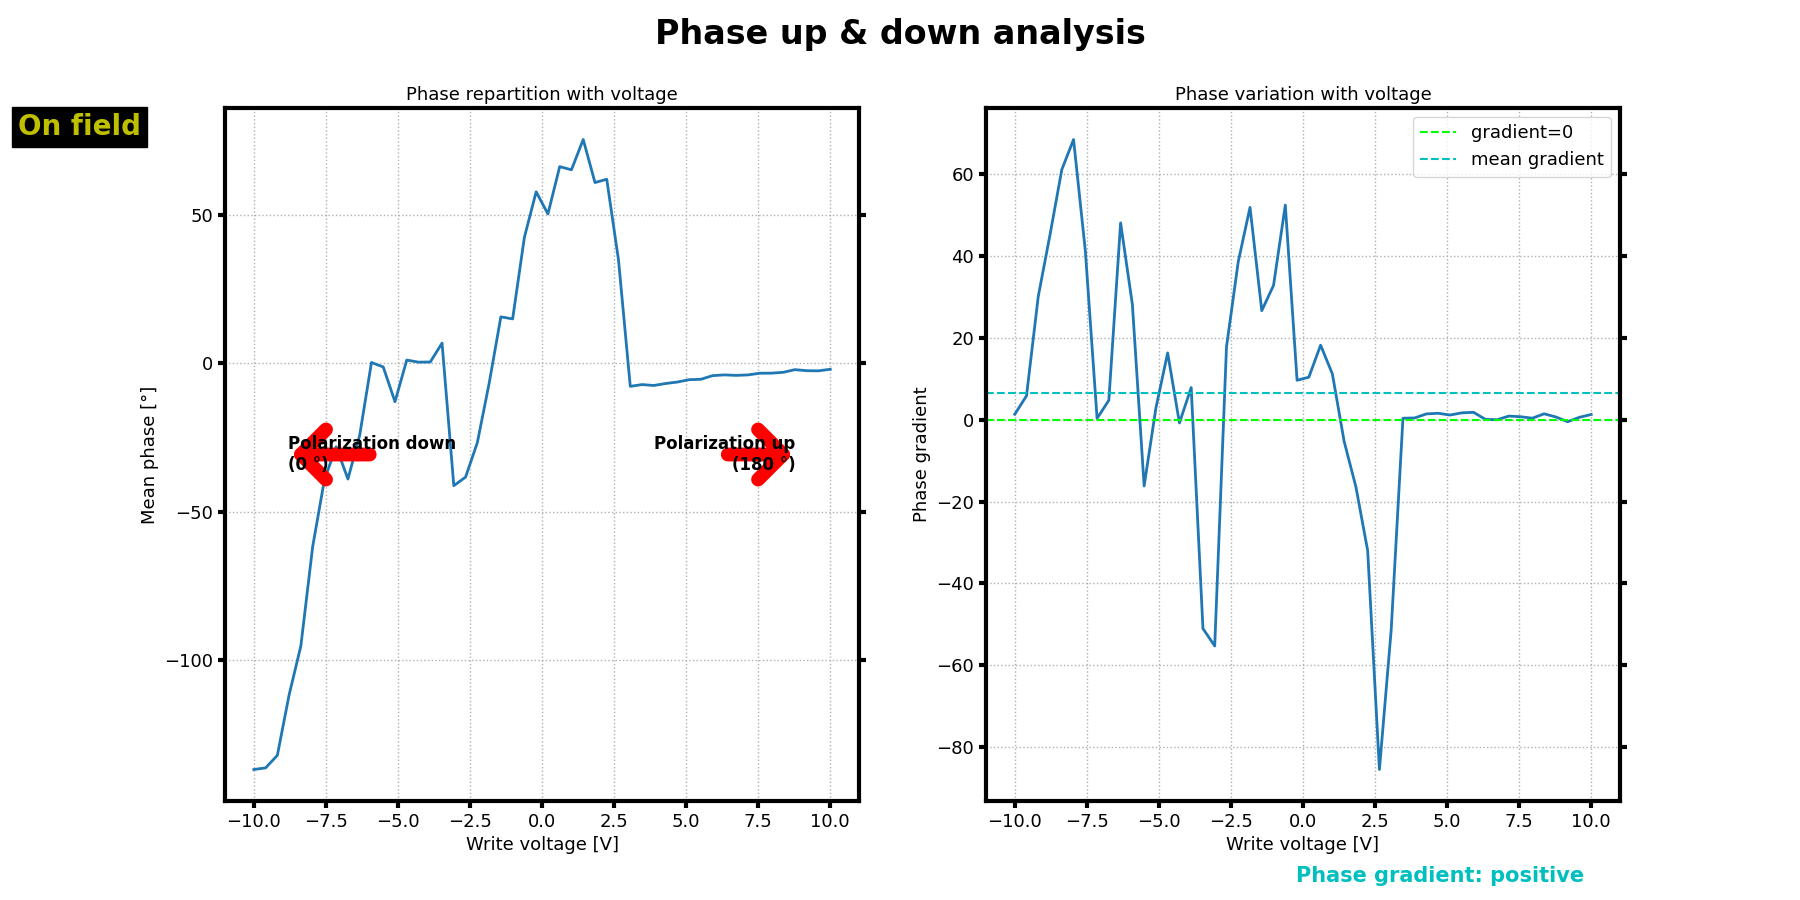 Phase up & down analysis
On field
Phase repartition with voltage
50
0
−50
−100
Mean phase [°]
Polarization down
(0 °)
Polarization up
(180 °)
−10.0 −7.5 −5.0 −2.5 0.0 2.5 5.0 7.5 10.0
Write voltage [V]
Phase variation with voltage
gradient=0
mean gradient
60
40
20
0
−20
−40
−60
−80
Phase gradient
−10.0 −7.5 −5.0 −2.5 0.0 2.5 5.0 7.5 10.0
Write voltage [V]
Phase gradient: positive